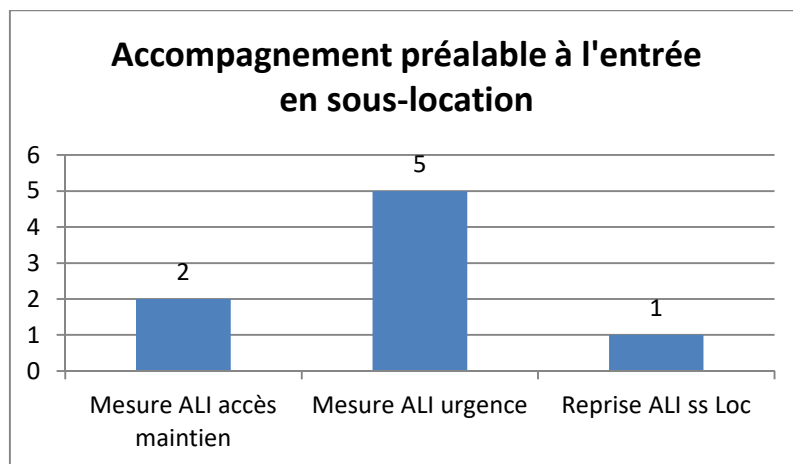 Accompagnement préalable à l'entrée
en sous-location
6
5
4
3
2
1
0
2
5
1
Mesure ALI accès
maintien
Mesure ALI urgence
Reprise ALI ss Loc